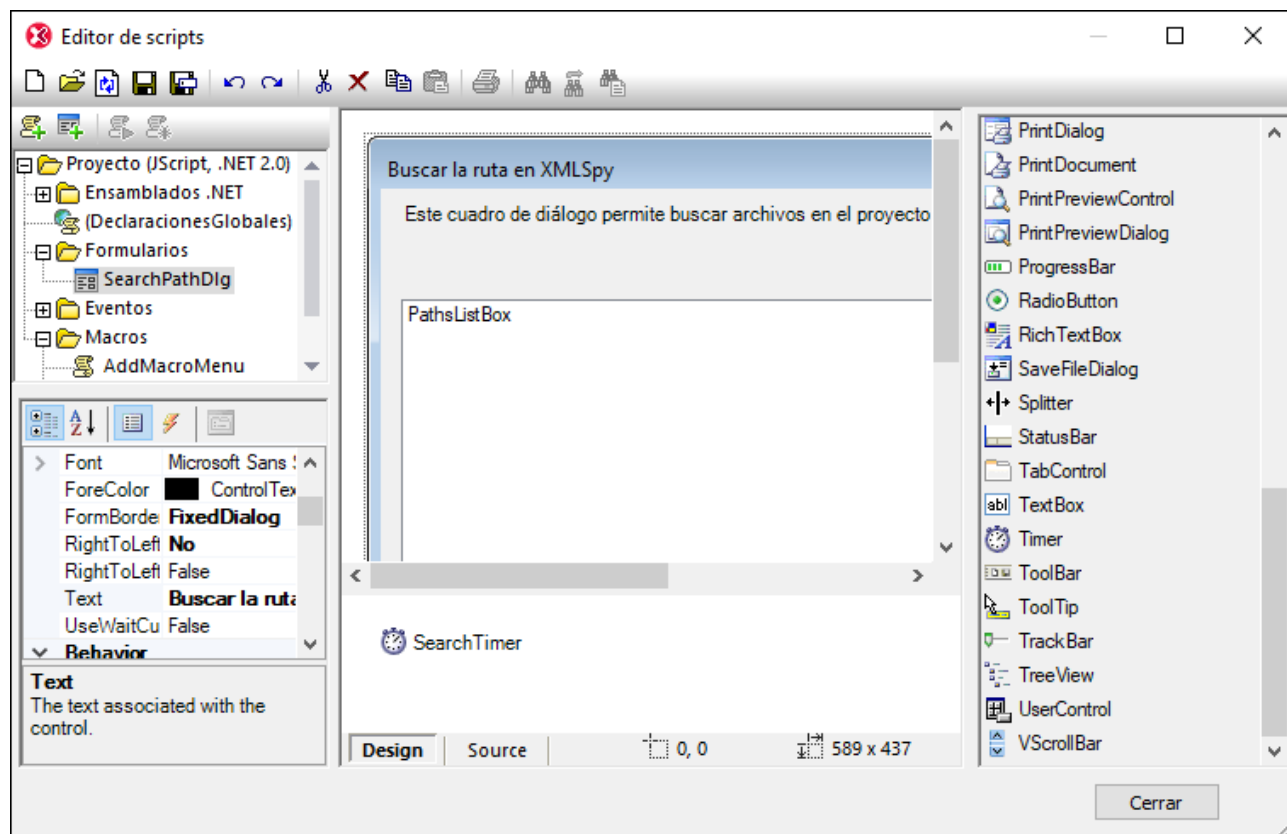 Editor de scripts
Proyecto (JScript, .NET 2.0)
Ensamblados .NET
(DeclaracionesGlobales)
Formularios
SearchPathDlg
Eventos
Macros
AddMacroMenu
Font Microsoft Sans S
ForeColor ControlTex
FormBorde FixedDialog
RightToLeft No
RightToLeft False
Text Buscar la ruta
UseWaitCu False
Behavior
Text
The text associated with the
control.
Buscar la ruta en XMLSpy
Este cuadro de diálogo permite buscar archivos en el proyecto
PathsListBox
SearchTimer
Design Source 0, 0 589 x 437
PrintDialog
PrintDocument
PrintPreviewControl
PrintPreviewDialog
ProgressBar
RadioButton
RichTextBox
SaveFileDialog
Splitter
StatusBar
TabControl
abl TextBox
Timer
ToolBar
ToolTip
TrackBar
TreeView
UserControl
VScrollBar
Cerrar